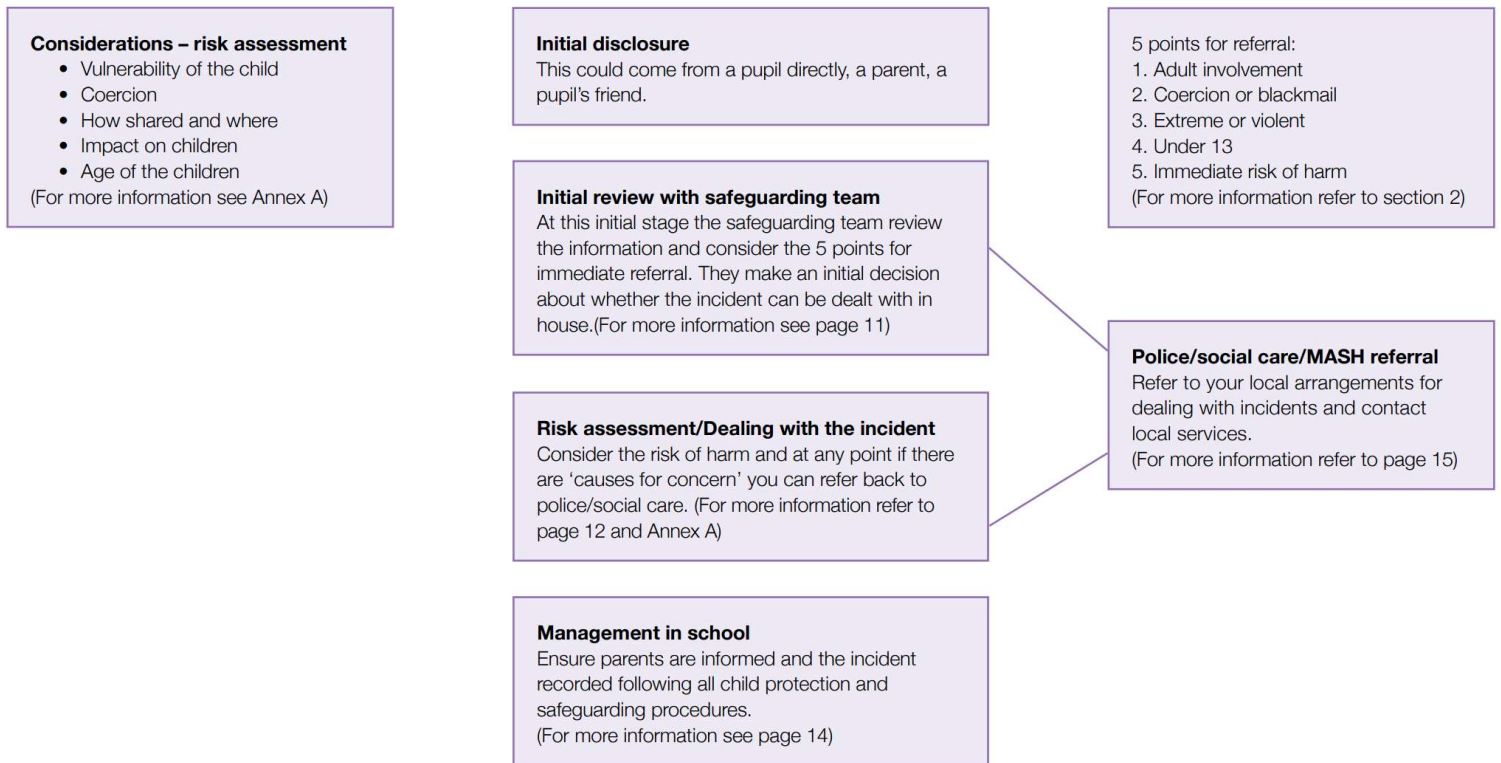 Considerations – risk assessment
• Vulnerability of the child
• Coercion
• How shared and where
• Impact on children
• Age of the children
(For more information see Annex A)
Initial disclosure
This could come from a pupil directly, a parent, a
pupil’s friend.
Initial review with safeguarding team
At this initial stage the safeguarding team review
the information and consider the 5 points for
immediate referral. They make an initial decision
about whether the incident can be dealt with in
house.(For more information see page 11)
Risk assessment/Dealing with the incident
Consider the risk of harm and at any point if there
are ‘causes for concern’ you can refer back to
police/social care. (For more information refer to
page 12 and Annex A)
Management in school
Ensure parents are informed and the incident
recorded following all child protection and
safeguarding procedures.
(For more information see page 14)
5 points for referral:
1. Adult involvement
2. Coercion or blackmail
3. Extreme or violent
4. Under 13
5. Immediate risk of harm
(For more information refer to section 2)
Police/social care/MASH referral
Refer to your local arrangements for
dealing with incidents and contact
local services.
(For more information refer to page 15)